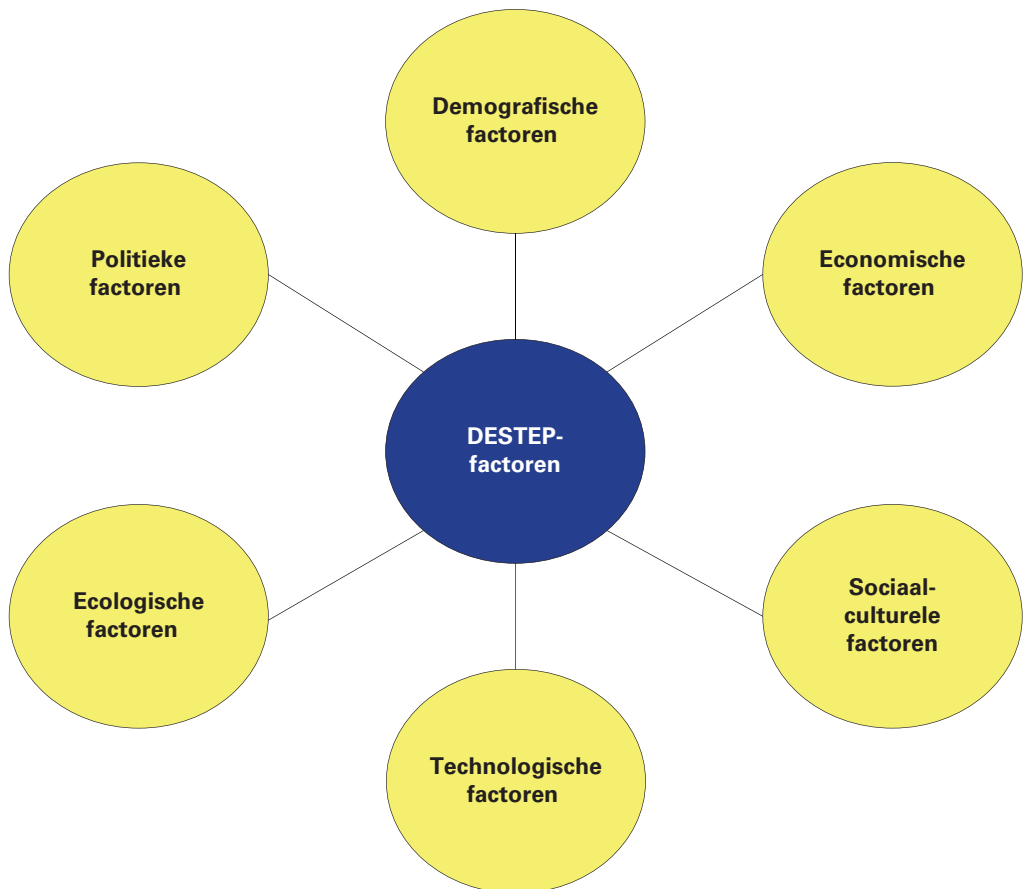 Demografische
factoren
Politieke
factoren
Economische
factoren
DESTEP-
factoren
Ecologische
factoren
Sociaal-
culturele
factoren
Technologische
factoren